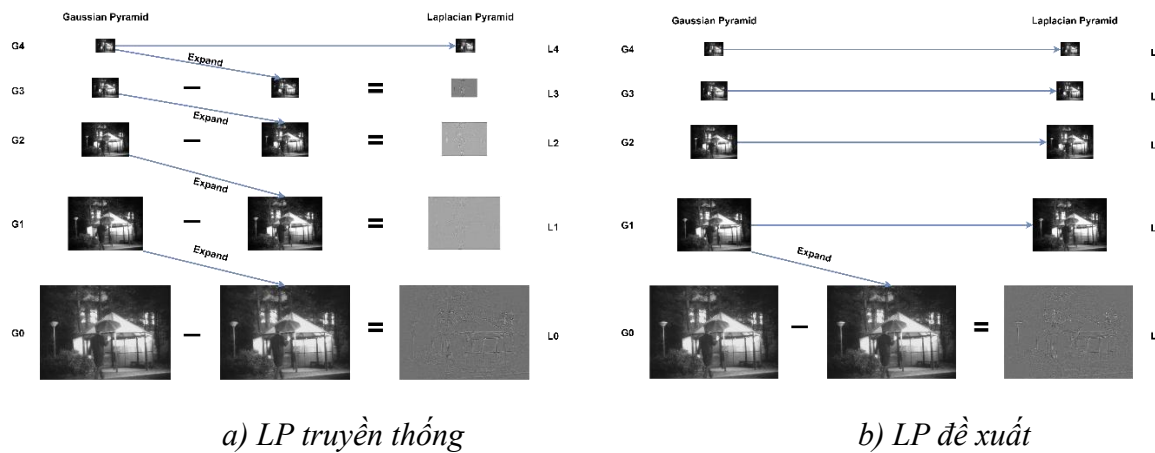 Gaussian Pyramid
Laplacian Pyramid
G4
L4
Expand
G3
L3
Expand
G2
L2
Expand
G1
L1
Expand
G0
L0
a) LP truyền thống
Gaussian Pyramid
Laplacian Pyramid
G4
L
G3
L
G2
L
G1
L
Expand
G0
L
b) LP đề xuất